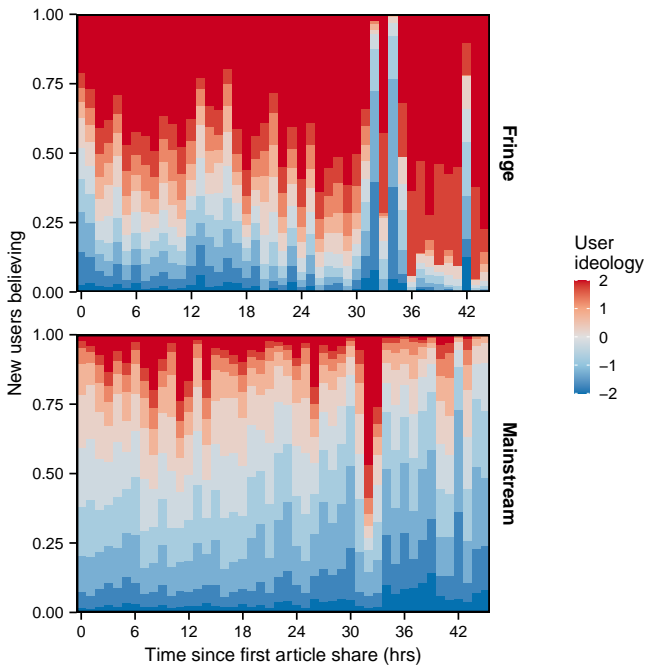 1.00
0.75
0.50
0.25
0.00
0 12 18 24 30 36 42
Fringe
New users believing
User
ideology
2
1
0
−1
−2
1.00
0.75
0.50
0.25
0.00
0 6 12 18 24 30 36 42
Mainstream
Time since first article share (hrs)